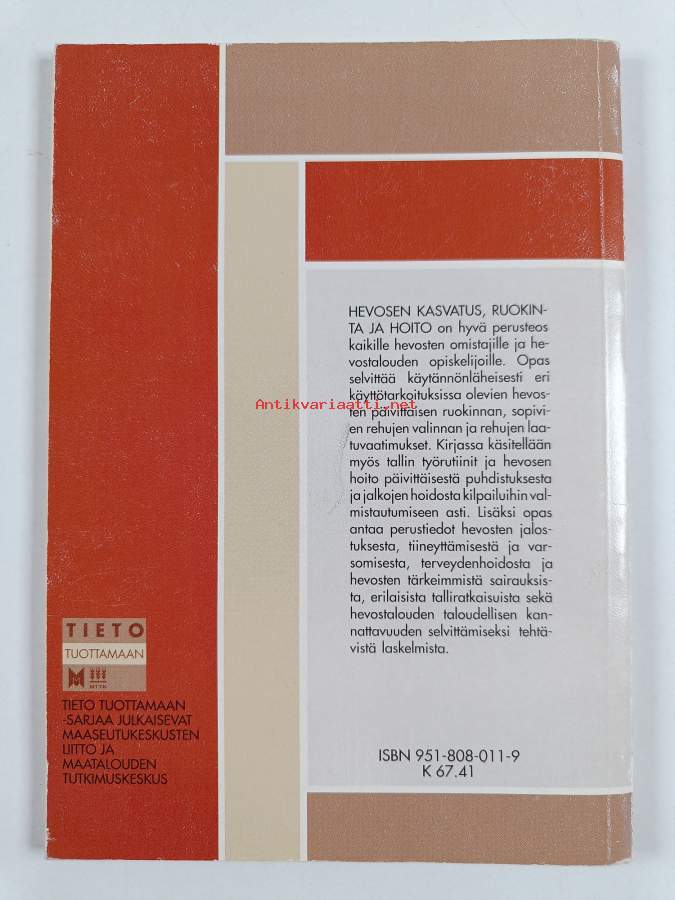 HEVOSEN KASVATUS, RUOKIN-
TA JA HOITO on hyvä perusteos
kaikille hevosten omistajille ja he-
vostalouden opiskelijoille. Opas
selvittää käytännönläheisesti eri
käyttötarkoituksissa olevien hevos-
Antikvariaatti.net
ten päivittäisen ruokinnan, sopivi-
en rehujen valinnan ja rehujen laa-
tuvaatimukset. Kirjassa käsitellään
myös tallin työrutiinit ja hevosen
hoito päivittäisestä puhdistuksesta
ja jalkojen hoidosta kilpailuihin val-
mistautumiseen asti. Lisäksi opas
antaa perustiedot hevosten jalos-
tuksesta, tiineyttämisestä ja var-
somisesta, terveydenhoidosta ja
hevosten tärkeimmistä sairauksis-
ta, erilaisista talliratkaisuista sekä
hevostalouden taloudellisen kan-
nattavuuden selvittämiseksi tehtä-
vistä laskelmista.
TIETO
TUOTTAMAAN
MTTK
TIETO TUOTTAMAAN
-SARJAA JULKAISEVAT
MAASEUTUKESKUSTEN
LIITTO JA
MAATALOUDEN
TUTKIMUSKESKUS
ISBN 951-808-011-9
K 67.41